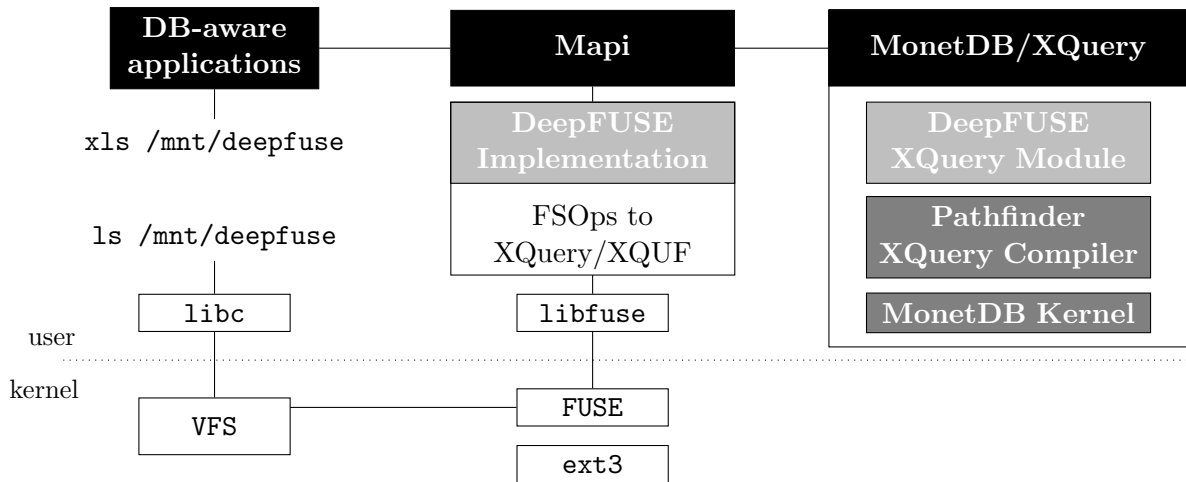 DB-aware
applications
Mapi
MonetDB/XQuery
xls /mnt/deepfuse
DeepFUSE
Implementation
DeepFUSE
XQuery Module
ls /mnt/deepfuse
FSOps to
XQuery/XQUF
Pathfinder
XQuery Compiler
libc
libfuse
MonetDB Kernel
user
kernel
VFS
FUSE
ext3